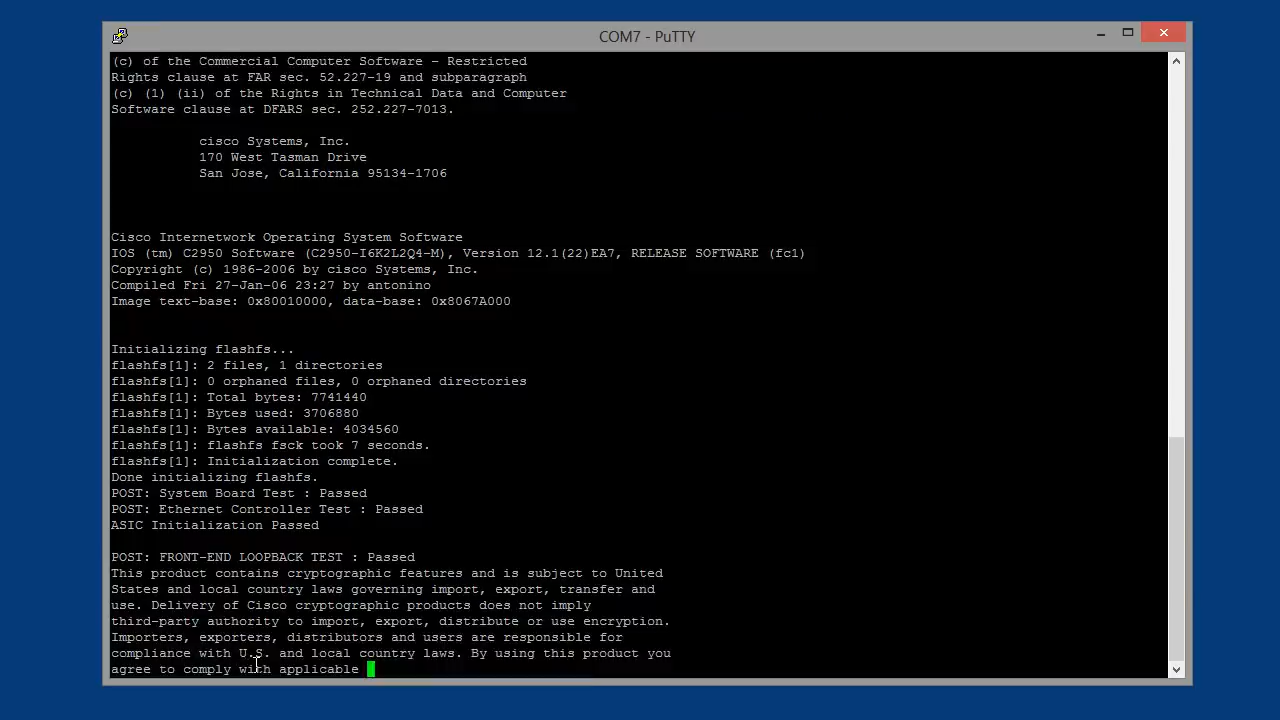 COM7 - PuTTY
(c) of the Commercial Computer Software - Restricted
Rights clause at FAR sec. 52.227-19 and subparagraph
(c) (1) (ii) of the Rights in Technical Data and Computer
Software clause at DFARS sec. 252.227-7013.
cisco Systems, Inc.
170 West Tasman Drive
San Jose, California 95134-1706
Cisco Internetwork Operating System Software
IOS (tm) C2950 Software (C2950-I6K2L2Q4-M), Version 12.1(22)EA7, RELEASE SOFTWARE (fc1)
Copyright (c) 1986-2006 by cisco Systems, Inc.
Compiled Fri 27-Jan-06 23:27 by antonino
Image text-base: 0x80010000, data-base: 0x8067A000
Initializing flashfs...
flashfs[1]: 2 files, 1 directories
flashfs[1]: 0 orphaned files, 0 orphaned directories
flashfs[1]: Total bytes: 7741440
flashfs[1]: Bytes used: 3706880
flashfs[1]: Bytes available: 4034560
flashfs[1]: flashfs fsck took 7 seconds.
flashfs[1]: Initialization complete.
Done initializing flashfs.
POST: System Board Test : Passed
POST: Ethernet Controller Test : Passed
ASIC Initialization Passed
POST: FRONT-END LOOPBACK TEST : Passed
This product contains cryptographic features and is subject to United
States and local country laws governing import, export, transfer and
use. Delivery of Cisco cryptographic products does not imply
third-party authority to import, export, distribute or use encryption.
Importers, exporters, distributors and users are responsible for
compliance with U.S. and local country laws. By using this product you
agree to comply with applicable